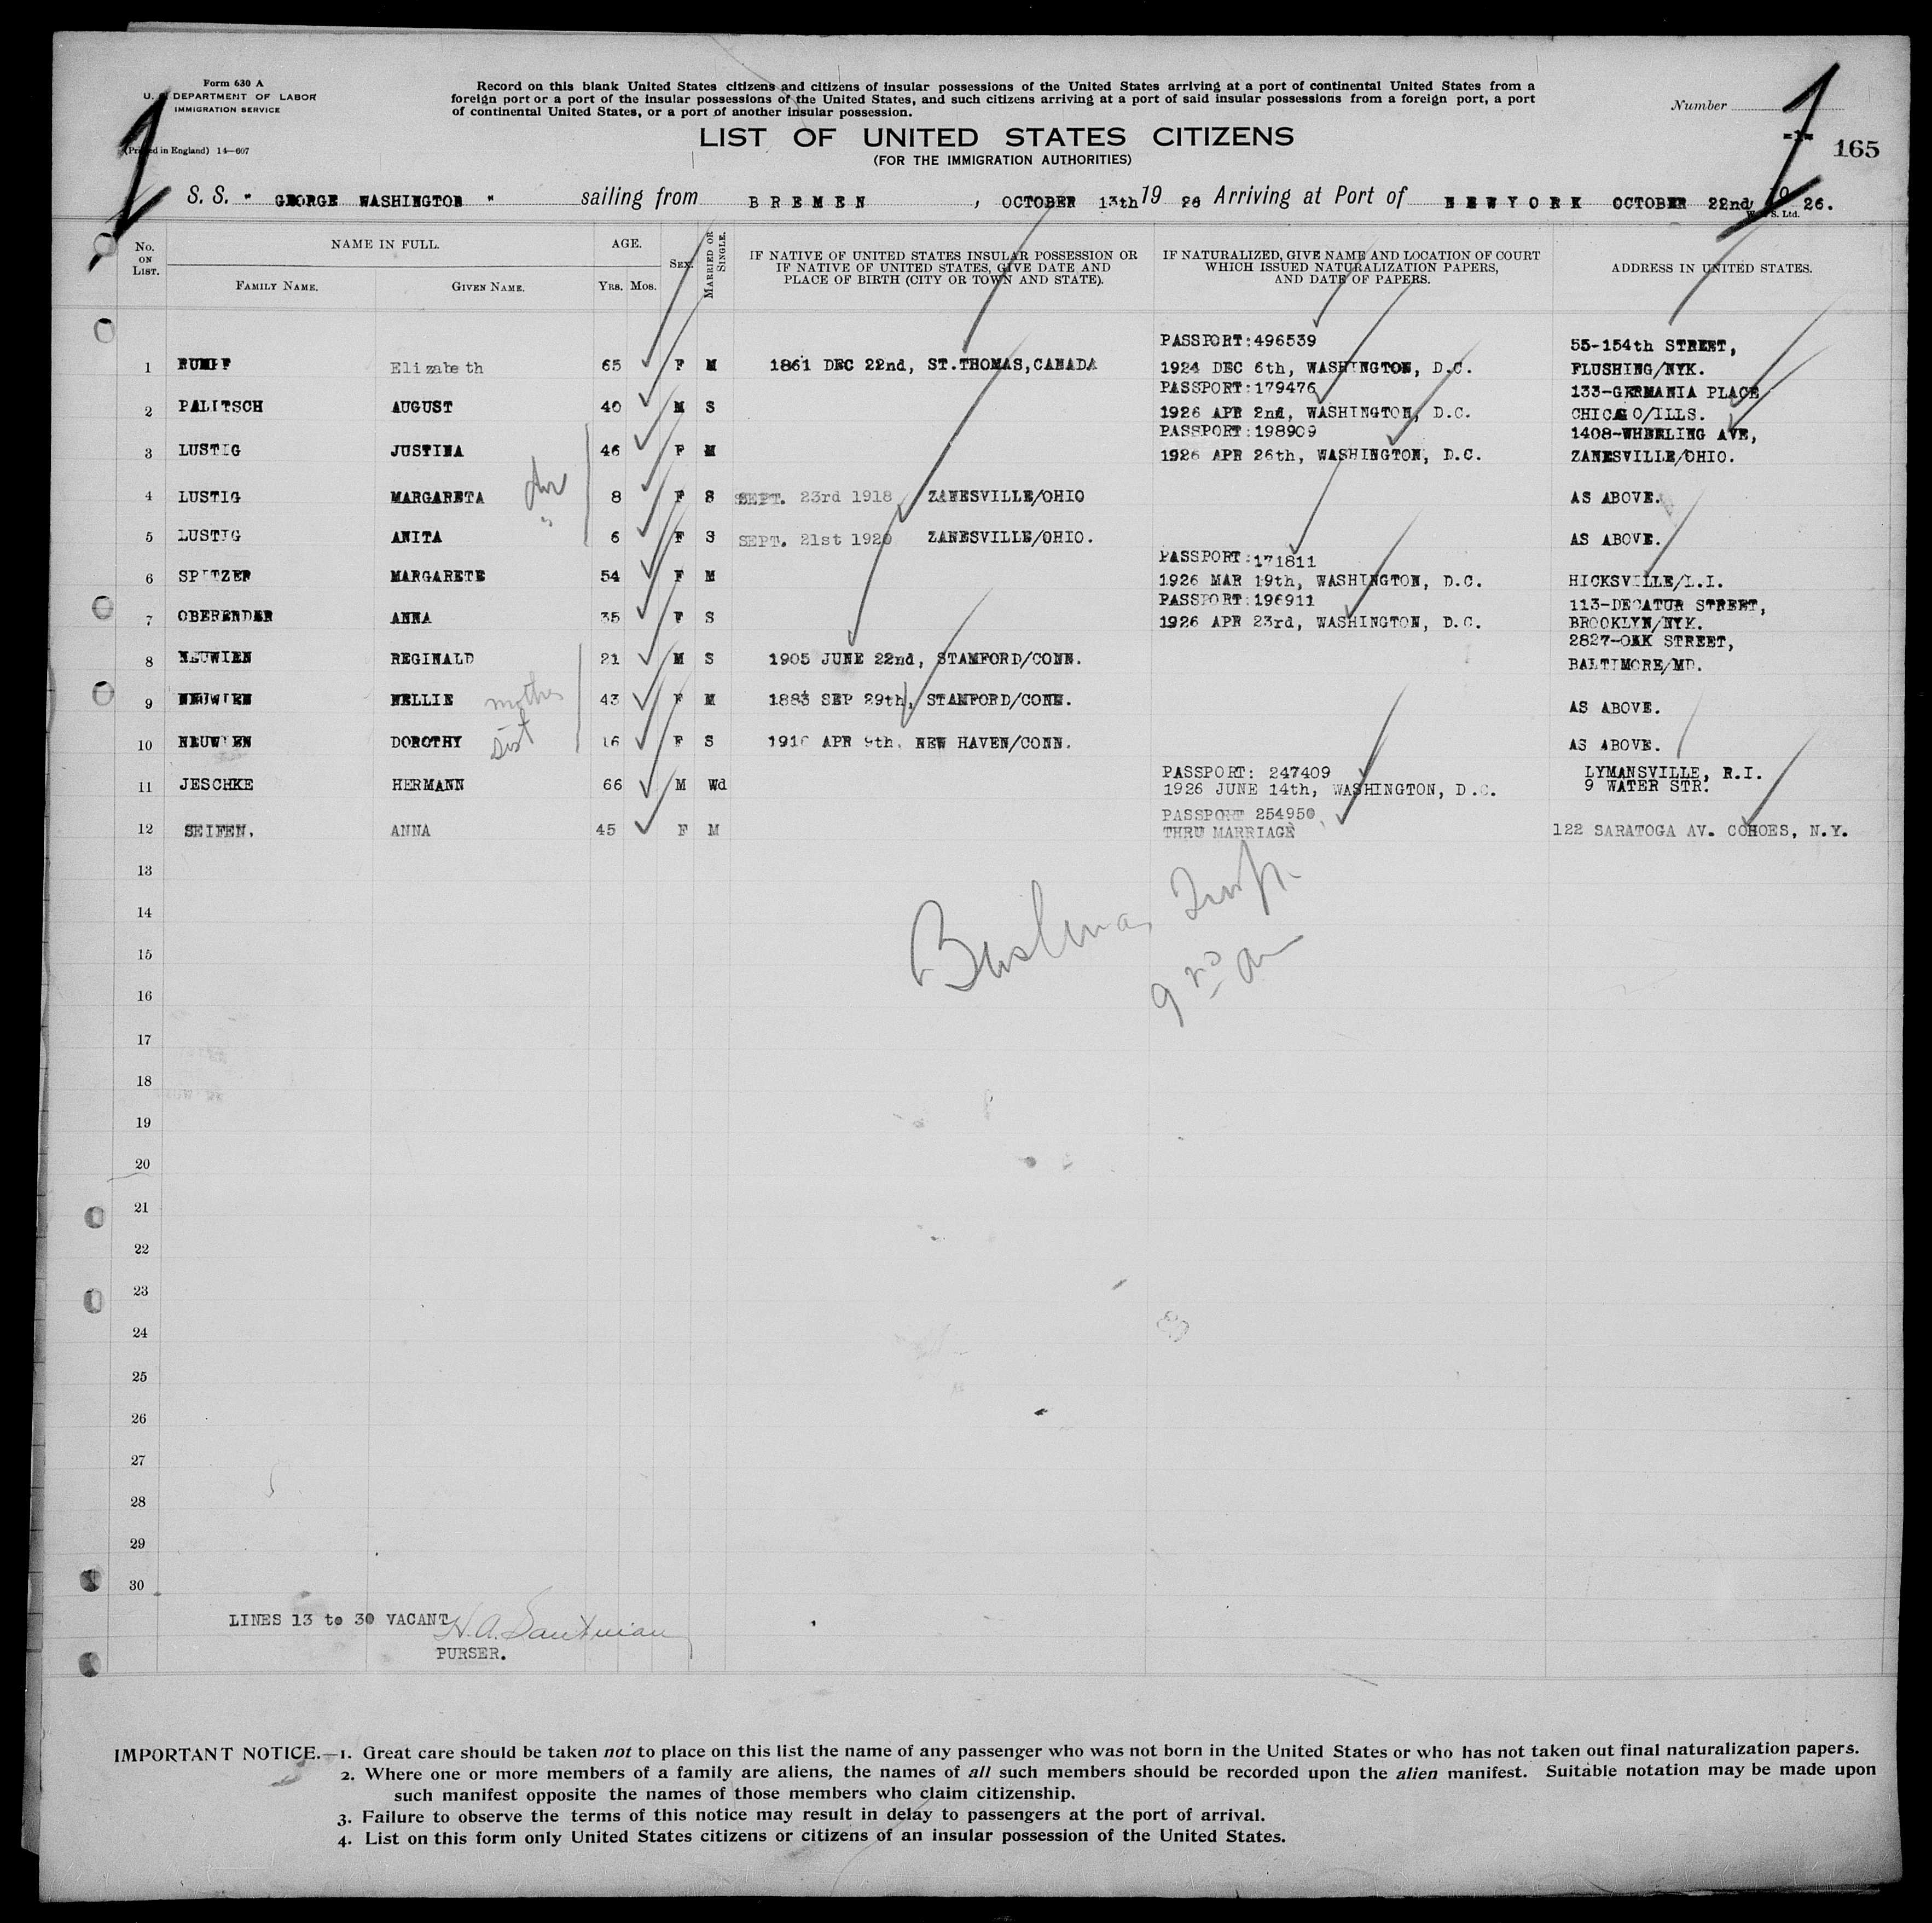 Form 630 A
U. S. DEPARTMENT OF LABOR
IMMIGRATION SERVICE
(Printed in England) 14—607
Record on this blank United States citizens and citizens of insular possessions of the United States arriving at a port of continental United States from a
foreign port or a port of the insular possessions of the United States, and such citizens arriving at a port of said insular possessions from a foreign port, a port
of continental United States, or a port of another insular possession.
LIST OF UNITED STATES CITIZENS
(FOR THE IMMIGRATION AUTHORITIES)
Number
1
1
-1-
165
S. S. " GEORGE WASHINGTON " sailing from BREMEN, OCTOBER 13th 19 26 Arriving at Port of NEWYORK OCTOBER 22nd, 19 26.
W. & S. Ltd.
No. ON LIST.
NAME IN FULL.
FAMILY NAME. GIVEN NAME.
AGE.
YRS. MOS.
SEX.
MARRIED OR SINGLE.
IF NATIVE OF UNITED STATES INSULAR POSSESSION OR
IF NATIVE OF UNITED STATES, GIVE DATE AND
PLACE OF BIRTH (CITY OR TOWN AND STATE).
IF NATURALIZED, GIVE NAME AND LOCATION OF COURT
WHICH ISSUED NATURALIZATION PAPERS,
AND DATE OF PAPERS.
ADDRESS IN UNITED STATES.
PASSPORT:496539 55-154th STREET,
1 RUMPF Elizabeth 65 F M 1861 DEC 22nd, ST.THOMAS,CANADA 1924 DEC 6th, WASHINGTON, D.C. FLUSHING/NYK.
PASSPORT:179476 133-GERMANIA PLACE
2 PALITSCH AUGUST 40 M S 1926 APR 2nd, WASHINGTON, D.C. CHICAGO/ILLS.
PASSPORT:198909 1408-WHEELING AVE,
3 LUSTIG JUSTINA 46 F M 1926 APR 26th, WASHINGTON, D.C. ZANESVILLE/OHIO.
4 LUSTIG MARGARETA 8 F S SEPT. 23rd 1918 ZANESVILLE/OHIO AS ABOVE.
5 LUSTIG ANITA 6 F S SEPT. 21st 1920 ZANESVILLE/OHIO. AS ABOVE.
PASSPORT:171811
6 SPITZER MARGARETE 54 F M 1926 MAR 19th, WASHINGTON, D.C. HICKSVILLE/L.I.
PASSPORT:196911 113-DECATUR STREET,
7 OBERENDER ANNA 35 F S 1926 APR 23rd, WASHINGTON, D.C. BROOKLYN/NYK.
2827-OAK STREET,
8 NEUWIEN REGINALD 21 M S 1905 JUNE 22nd, STAMFORD/CONN. BALTIMORE/MD.
9 NEUWIEN NELLIE mother 43 F M 1883 SEP 29th, STAMFORD/CONN. AS ABOVE.
10 NEUWIEN DOROTHY sist 16 F S 1910 APR 9th, NEW HAVEN/CONN. AS ABOVE.
PASSPORT: 247409 LYMANSVILLE, R.I.
11 JESCHKE HERMANN 66 M Wd 1926 JUNE 14th, WASHINGTON, D.C. 9 WATER STR.
PASSPORT 254950
12 SEIFEN, ANNA 45 F M THRU MARRIAGE 122 SARATOGA AV. COHOES, N.Y.
13
14
15
16
17
18
19
20
21
22
23
24
25
26
27
28
29
30
LINES 13 to 30 VACANT
PURSER.
IMPORTANT NOTICE.—1. Great care should be taken not to place on this list the name of any passenger who was not born in the United States or who has not taken out final naturalization papers.
2. Where one or more members of a family are aliens, the names of all such members should be recorded upon the alien manifest. Suitable notation may be made upon
such manifest opposite the names of those members who claim citizenship.
3. Failure to observe the terms of this notice may result in delay to passengers at the port of arrival.
4. List on this form only United States citizens or citizens of an insular possession of the United States.